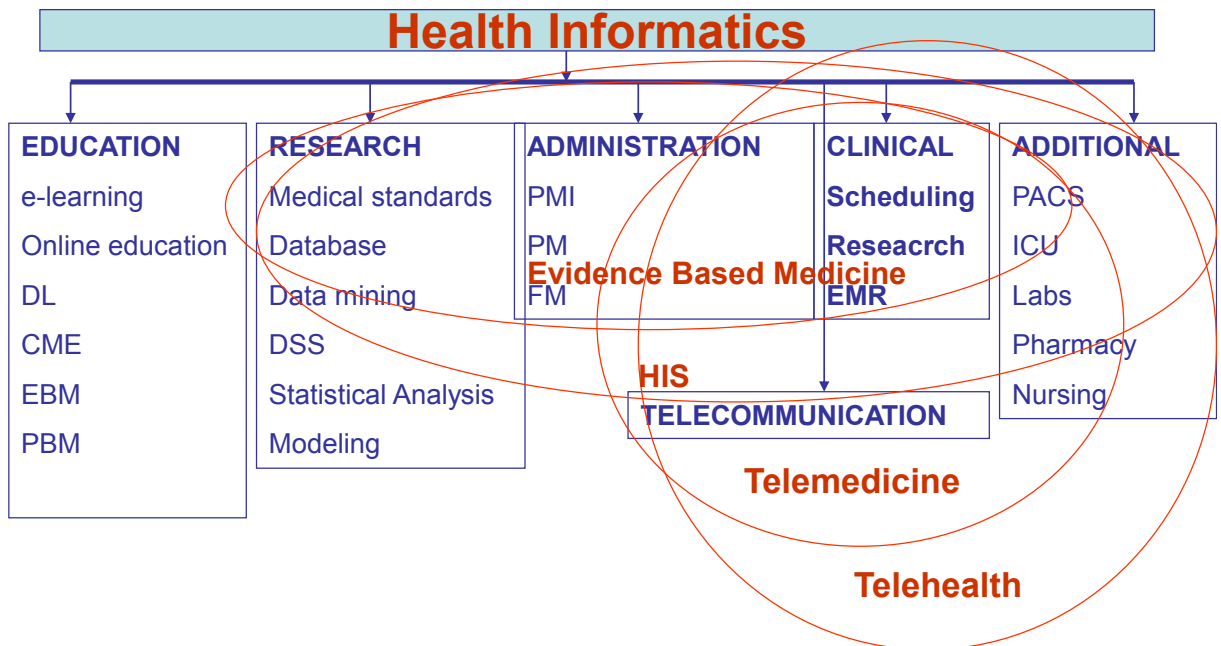 Health Informatics
EDUCATION
e-learning
Online education
DL
CME
EBM
PBM
RESEARCH
Medical standards
Database
Data mining
DSS
Statistical Analysis
Modeling
ADMINISTRATION
PMI
PM
FM
CLINICAL
Scheduling
Reseacrch
EMR
ADDITIONAL
PACS
ICU
Labs
Pharmacy
Nursing
Evidence Based Medicine
HIS
TELECOMMUNICATION
Telemedicine
Telehealth